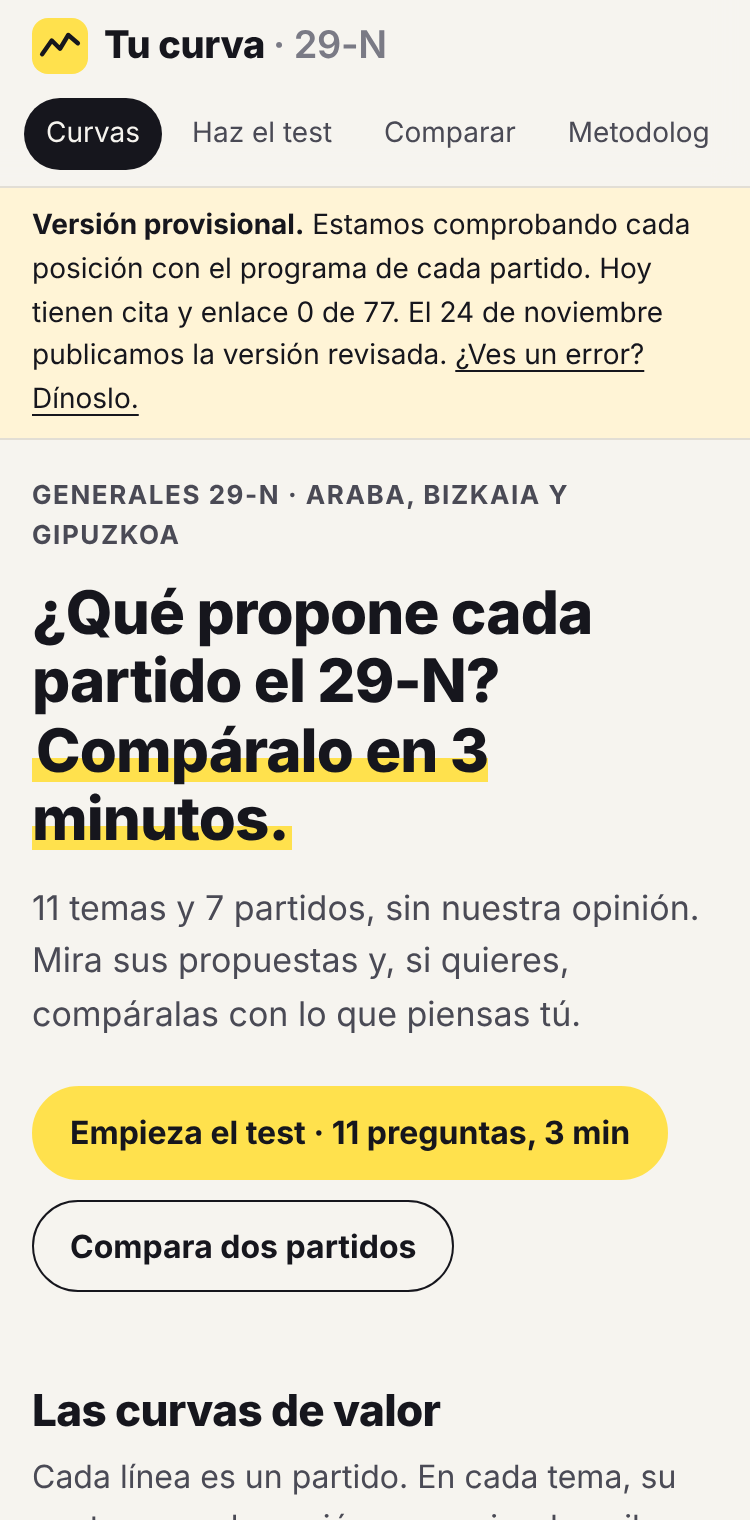 Tu curva · 29-N
Curvas Haz el test Comparar Metodolog
Versión provisional. Estamos comprobando cada
posición con el programa de cada partido. Hoy
tienen cita y enlace 0 de 77. El 24 de noviembre
publicamos la versión revisada. ¿Ves un error?
Dínoslo.
GENERALES 29-N · ARABA, BIZKAIA Y
GIPUZKOA
¿Qué propone cada
partido el 29-N?
Compáralo en 3
minutos.
11 temas y 7 partidos, sin nuestra opinión.
Mira sus propuestas y, si quieres,
compáralas con lo que piensas tú.
Empieza el test · 11 preguntas, 3 min
Compara dos partidos
Las curvas de valor
Cada línea es un partido. En cada tema, su